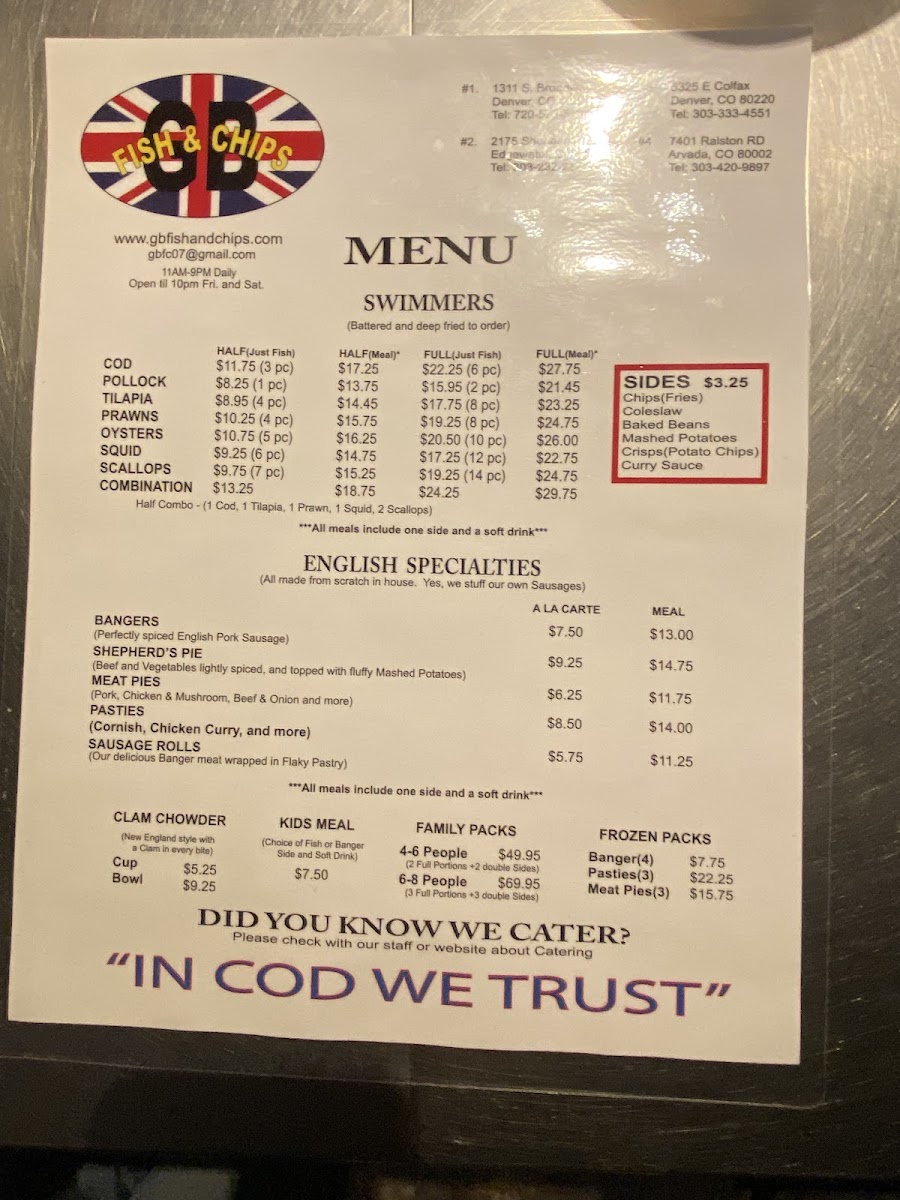 GB
FISH & CHIPS
#1. 1311 S.
Denver,
Tel: 720-
#2. 2175
Tel:
E Colfax
Denver, CO 80220
Tel: 303-333-4551
#4 7401 Ralston RD
Arvada, CO 80002
Tel: 303-420-9897
www.gbfishandchips.com
gbfc07@gmail.com
11AM-9PM Daily
Open til 10pm Fri. and Sat.
MENU
SWIMMERS
(Battered and deep fried to order)
HALF(Just Fish) HALF(Meal)* FULL(Just Fish) FULL(Meal)*
COD $11.75 (3 pc) $17.25 $22.25 (6 pc) $27.75
POLLOCK $8.25 (1 pc) $13.75 $15.95 (2 pc) $21.45
TILAPIA $8.95 (4 pc) $14.45 $17.75 (8 pc) $23.25
PRAWNS $10.25 (4 pc) $15.75 $19.25 (8 pc) $24.75
OYSTERS $10.75 (5 pc) $16.25 $20.50 (10 pc) $26.00
SQUID $9.25 (6 pc) $14.75 $17.25 (12 pc) $22.75
SCALLOPS $9.75 (7 pc) $15.25 $19.25 (14 pc) $24.75
COMBINATION $13.25 $18.75 $24.25 $29.75
Half Combo - (1 Cod, 1 Tilapia, 1 Prawn, 1 Squid, 2 Scallops)
***All meals include one side and a soft drink***
SIDES $3.25
Chips(Fries)
Coleslaw
Baked Beans
Mashed Potatoes
Crisps(Potato Chips)
Curry Sauce
ENGLISH SPECIALTIES
(All made from scratch in house. Yes, we stuff our own Sausages)
A LA CARTE MEAL
BANGERS $7.50 $13.00
(Perfectly spiced English Pork Sausage)
SHEPHERD'S PIE $9.25 $14.75
(Beef and Vegetables lightly spiced, and topped with fluffy Mashed Potatoes)
MEAT PIES $6.25 $11.75
(Pork, Chicken & Mushroom, Beef & Onion and more)
PASTIES $8.50 $14.00
(Cornish, Chicken Curry, and more)
SAUSAGE ROLLS $5.75 $11.25
(Our delicious Banger meat wrapped in Flaky Pastry)
***All meals include one side and a soft drink***
CLAM CHOWDER
(New England style with
a Clam in every bite)
Cup $5.25
Bowl $9.25
KIDS MEAL
(Choice of Fish or Banger
Side and Soft Drink)
$7.50
FAMILY PACKS
4-6 People $49.95
(2 Full Portions +2 double Sides)
6-8 People $69.95
(3 Full Portions +3 double Sides)
FROZEN PACKS
Banger(4) $7.75
Pasties(3) $22.25
Meat Pies(3) $15.75
DID YOU KNOW WE CATER?
Please check with our staff or website about Catering
"IN COD WE TRUST"